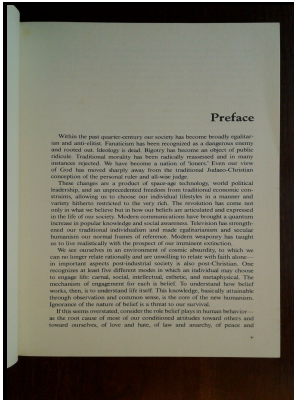 Preface
Within the past quarter-century our society has become broadly egalitar-
ian and anti-elitist. Fanaticism has been recognized as a dangerous enemy
and rooted out. Ideology is dead. Bigotry has become an object of public
ridicule. Traditional morality has been radically reassessed and in many
instances rejected. We have become a nation of "loners." Even our view
of God has moved sharply away from the traditional Judaeo-Christian
conception of the personal ruler and all-wise judge.
These changes are a product of space-age technology, world political
leadership, and an unprecedented freedom from traditional economic con-
straints, allowing us to choose our individual lifestyles in a manner and
variety hitherto restricted to the very rich. The revolution has come not
only in what we believe but in how our beliefs are articulated and expressed
in the life of our society. Modern communications have brought a quantum
increase in popular knowledge and social awareness. Television has strength-
ened our traditional individualism and made egalitarianism and secular
humanism our normal frames of reference. Modern weaponry has taught
us to live realistically with the prospect of our imminent extinction.
We see ourselves in an environment of cosmic absurdity, to which we
can no longer relate rationally and are unwilling to relate with faith alone—
in important aspects post-industrial society is also post-Christian. One
recognizes at least five different modes in which an individual may choose
to engage life: carnal, social, intellectual, esthetic, and metaphysical. The
mechanism of engagement for each is belief. To understand how belief
works, then, is to understand life itself. This knowledge, basically attainable
through observation and common sense, is the core of the new humanism.
Ignorance of the nature of belief is a threat to our survival.
If this seems overstated, consider the role belief plays in human behavior—
as the root cause of most of our conditioned attitudes toward others and
toward ourselves, of love and hate, of law and anarchy, of peace and